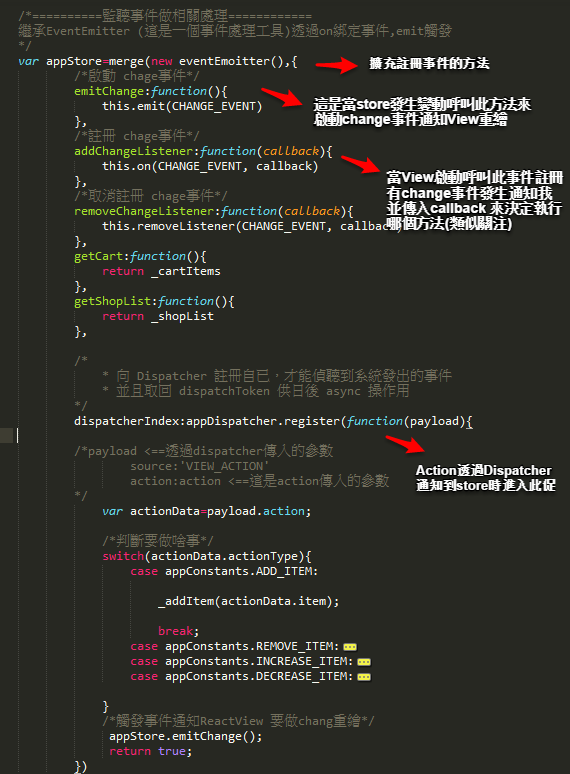 /*==========監聽事件做相關處理============
繼承EventEmitter (這是一個事件處理工具)透過on綁定事件,emit觸發
*/
var appStore=merge(new eventEmoitter(),{
擴充註冊事件的方法
/*啟動 chage事件*/
emitChange:function(){
this.emit(CHANGE_EVENT)
},
這是當store發生變動呼叫此方法來
啟動change事件通知View重繪
/*註冊 chage事件*/
addChangeListener:function(callback){
this.on(CHANGE_EVENT, callback)
},
當View啟動呼叫此事件註冊
有change事件發生通知我
並傳入callback 來決定執行
哪個方法(類似關注)
/*取消註冊 chage事件*/
removeChangeListener:function(callback){
this.removeListener(CHANGE_EVENT, callbac
},
getCart:function(){
return _cartItems
},
getShopList:function(){
return _shopList
},
/*
* 向 Dispatcher 註冊自已，才能偵聽到系統發出的事件
* 並且取回 dispatchToken 供日後 async 操作用
*/
dispatcherIndex:appDispatcher.register(function(payload){
Action透過Dispatcher
通知到store時進入此促
/*payload <==透過dispatcher傳入的參數
source:'VIEW_ACTION'
action:action <==這是action傳入的參數
*/
var actionData=payload.action;
/*判斷要做啥事*/
switch(actionData.actionType){
case appConstants.ADD_ITEM:
_addItem(actionData.item);
break;
case appConstants.REMOVE_ITEM:
case appConstants.INCREASE_ITEM:
case appConstants.DECREASE_ITEM:
}
/*觸發事件通知ReactView 要做chang重繪*/
appStore.emitChange();
return true;
})